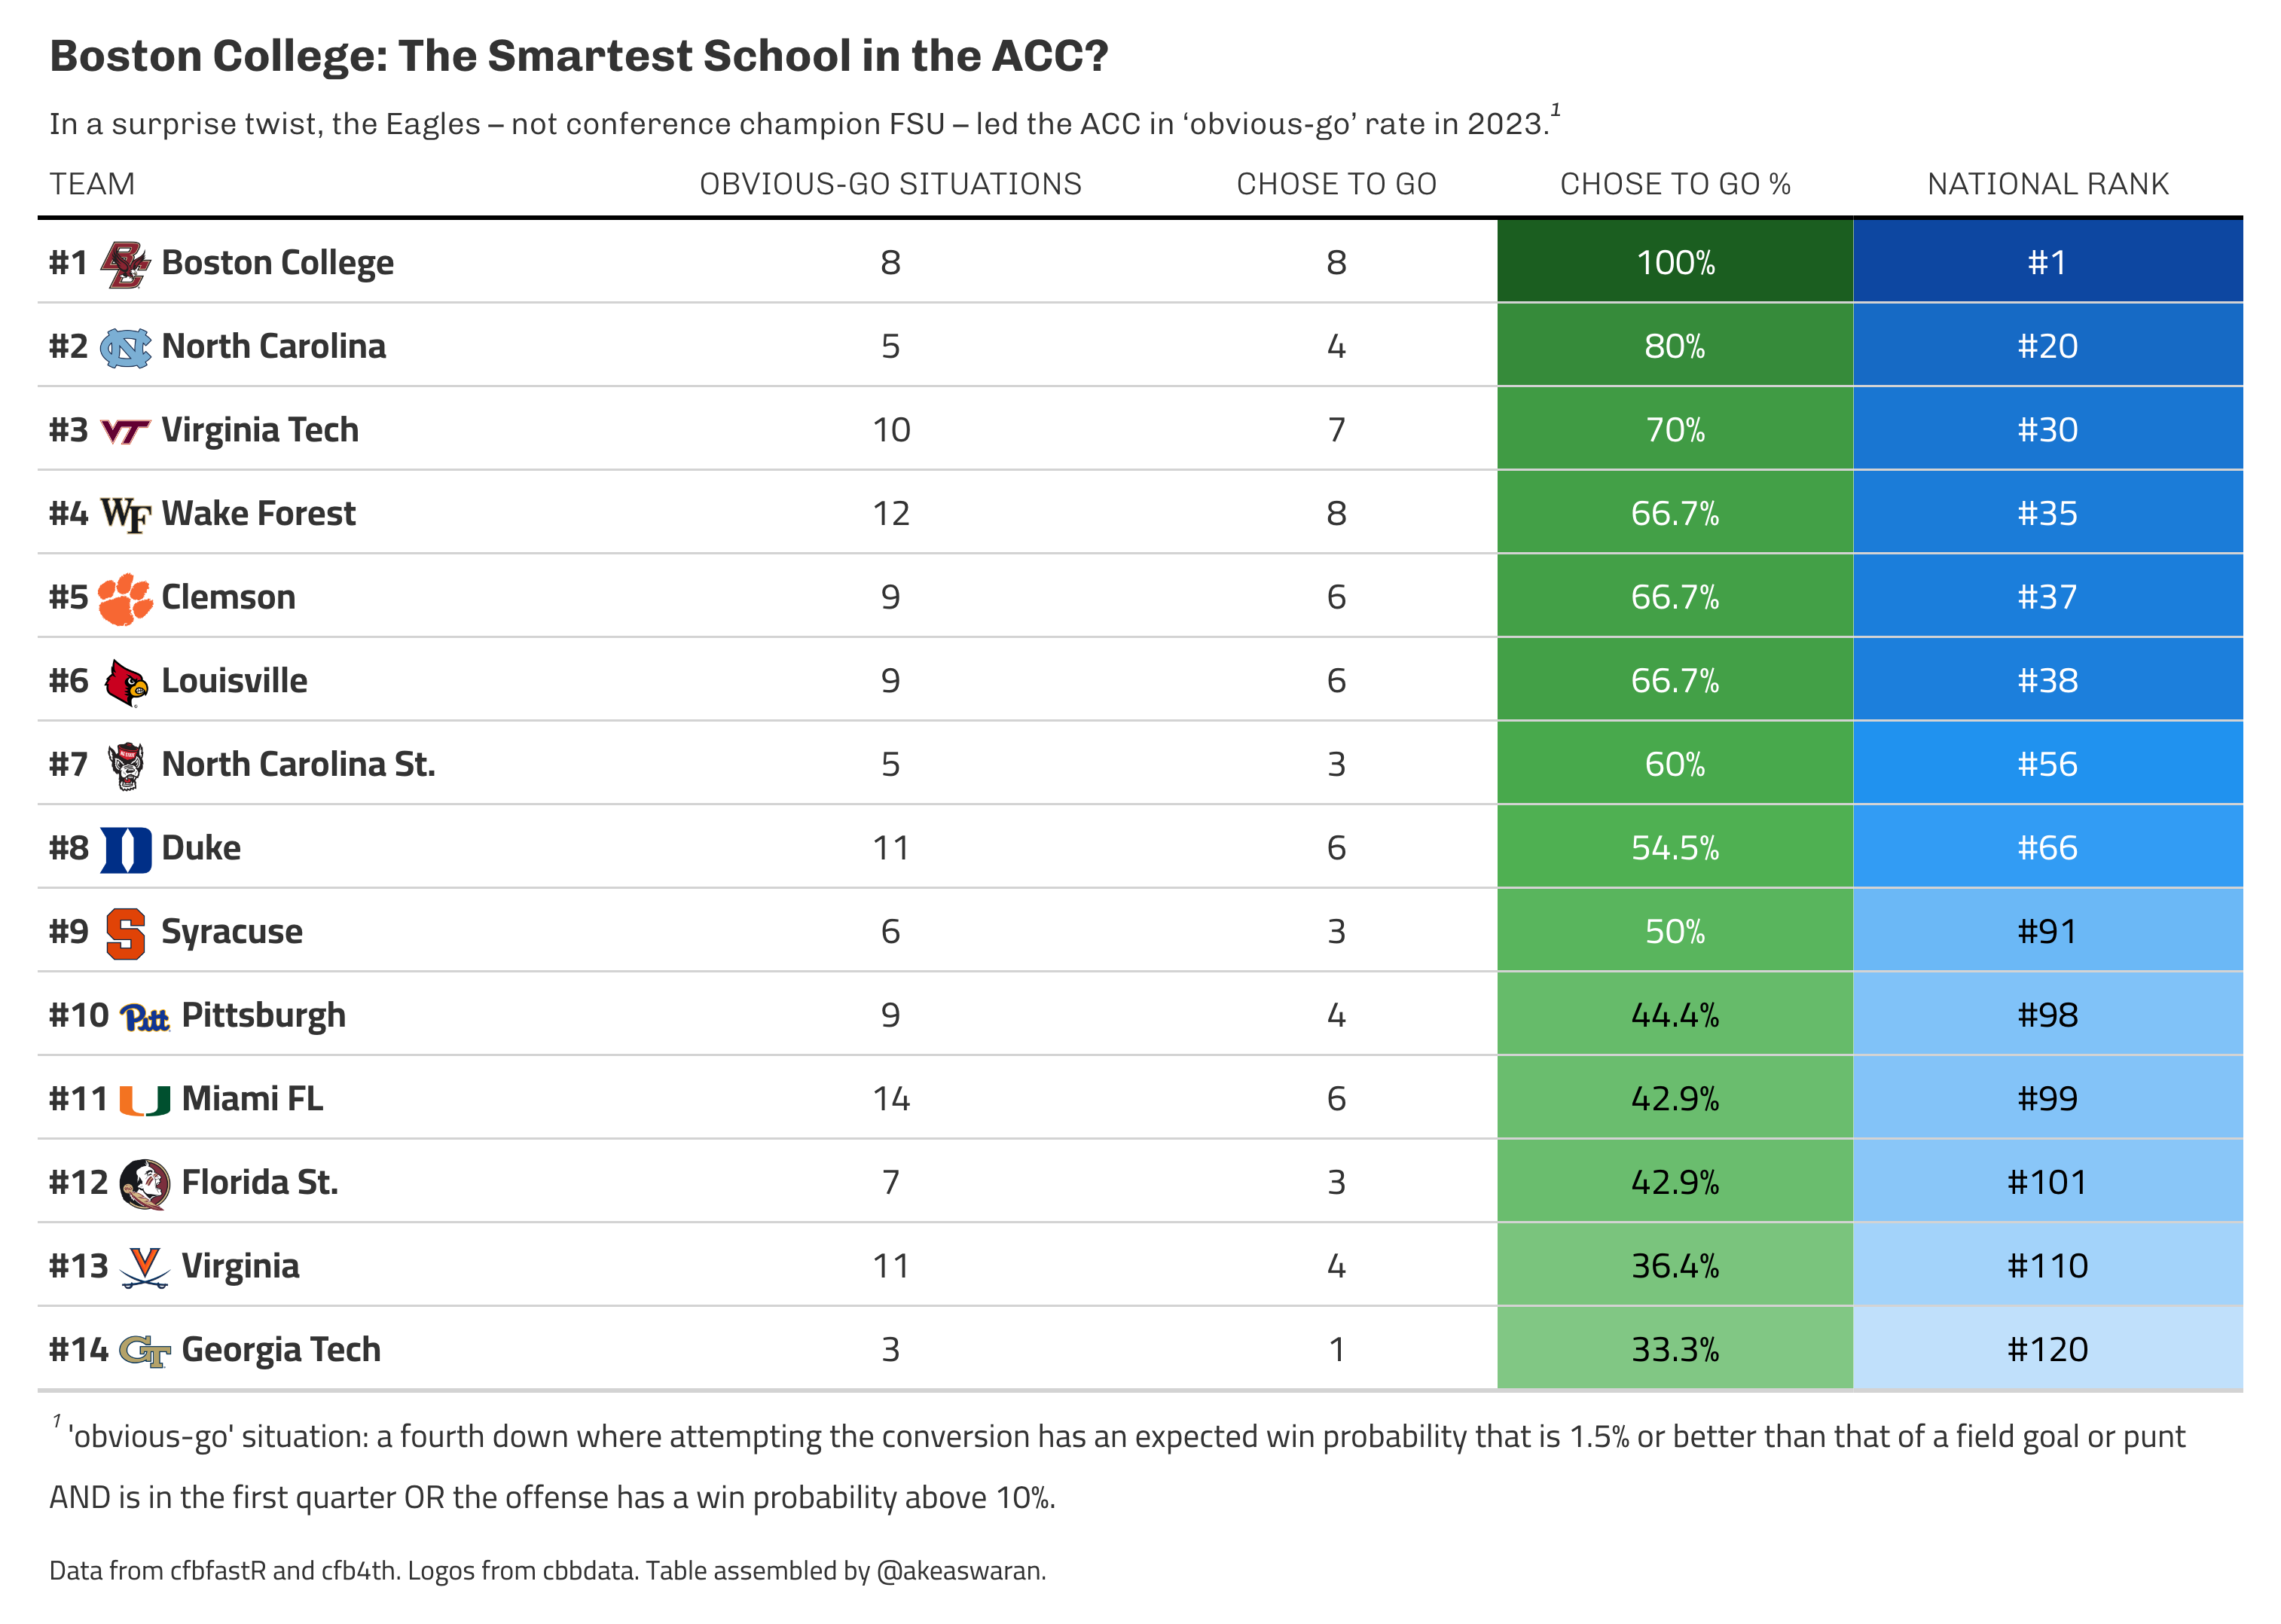 Boston College: The Smartest School in the ACC?
In a surprise twist, the Eagles – not conference champion FSU – led the ACC in ‘obvious-go’ rate in 2023.1
TEAM OBVIOUS-GO SITUATIONS CHOSE TO GO CHOSE TO GO % NATIONAL RANK
#1 BC Boston College 8 8 100% #1
#2 NC North Carolina 5 4 80% #20
#3 VT Virginia Tech 10 7 70% #30
#4 WF Wake Forest 12 8 66.7% #35
#5 Clemson 9 6 66.7% #37
#6 Louisville 9 6 66.7% #38
#7 North Carolina St. 5 3 60% #56
#8 D Duke 11 6 54.5% #66
#9 S Syracuse 6 3 50% #91
#10 Pitt Pittsburgh 9 4 44.4% #98
#11 U Miami FL 14 6 42.9% #99
#12 Florida St. 7 3 42.9% #101
#13 V Virginia 11 4 36.4% #110
#14 GT Georgia Tech 3 1 33.3% #120
1 'obvious-go' situation: a fourth down where attempting the conversion has an expected win probability that is 1.5% or better than that of a field goal or punt
AND is in the first quarter OR the offense has a win probability above 10%.
Data from cfbfastR and cfb4th. Logos from cbbdata. Table assembled by @akeaswaran.